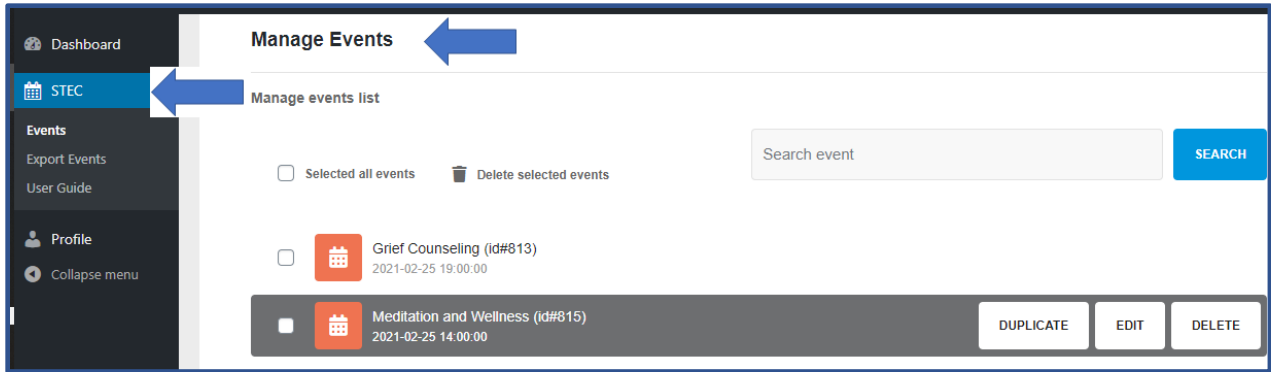 Dashboard
STEC
Events
Export Events
User Guide
Profile
Collapse menu
Manage Events
Manage events list
Search event
SEARCH
Selected all events
Delete selected events
Grief Counseling (id#813)
2021-02-25 19:00:00
Meditation and Wellness (id#815)
2021-02-25 14:00:00
DUPLICATE
EDIT
DELETE